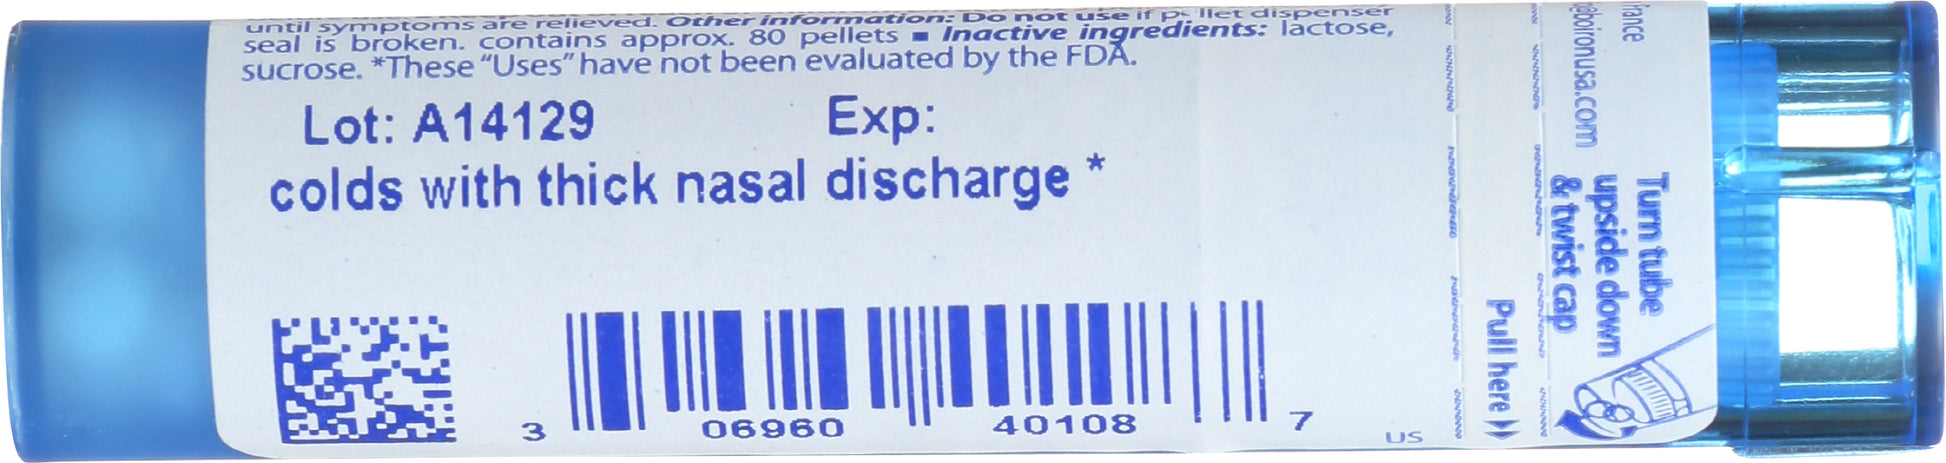 until symptoms are relieved. Other information: Do not use if pellet dispenser
seal is broken. contains approx. 80 pellets ■ Inactive ingredients: lactose,
sucrose. *These “Uses” have not been evaluated by the FDA.
Lot: A14129 Exp:
colds with thick nasal discharge *
3 06960 40108 7
US
Pull here
Turn tube
upside down
& twist cap
france
@boironusa.com